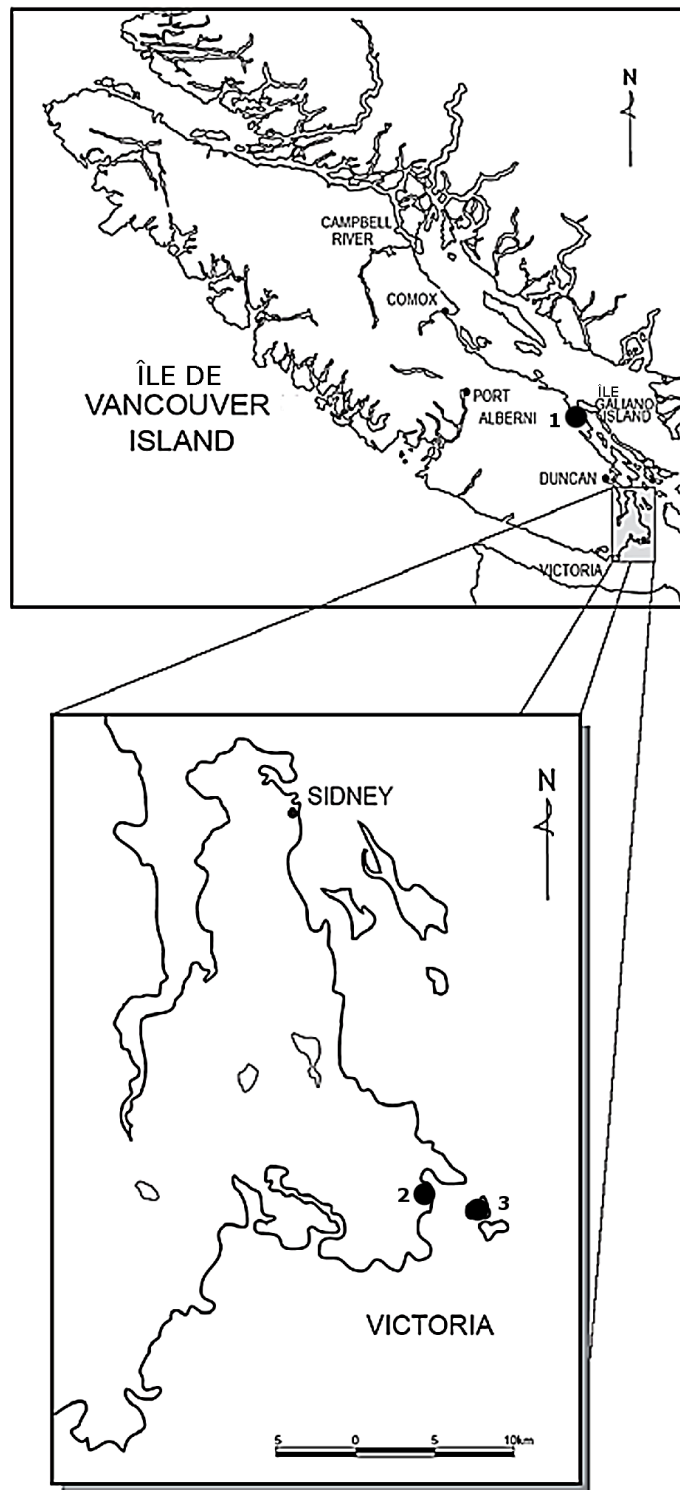 N
CAMPBELL
RIVER
COMOX
ÎLE DE
VANCOUVER
ISLAND
PORT
ALBERNI
1
ÎLE
GALIANO
ISLAND
DUNCAN
VICTORIA
SIDNEY
N
2
3
VICTORIA
5 0 5 10km